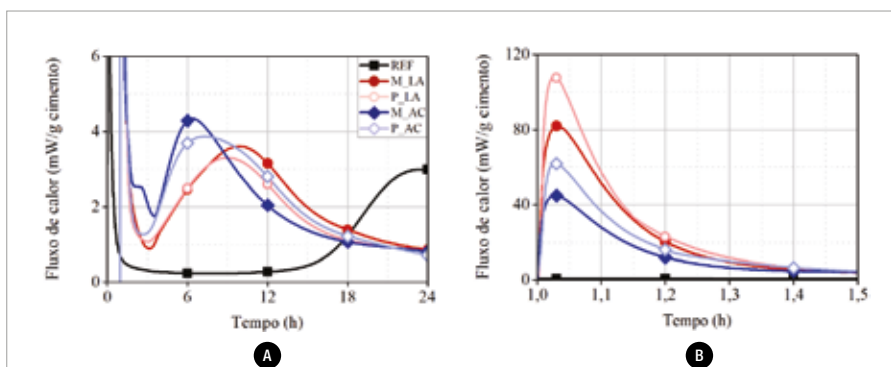 Fluxo de calor (mW/g cimento)
6
4
2
0
0
6
12
18
24
Tempo (h)
REF
M_LA
P_LA
M_AC
P_AC
A
Fluxo de calor (mW/g cimento)
120
80
40
0
1,0
1,1
1,2
1,3
1,4
1,5
Tempo (h)
B